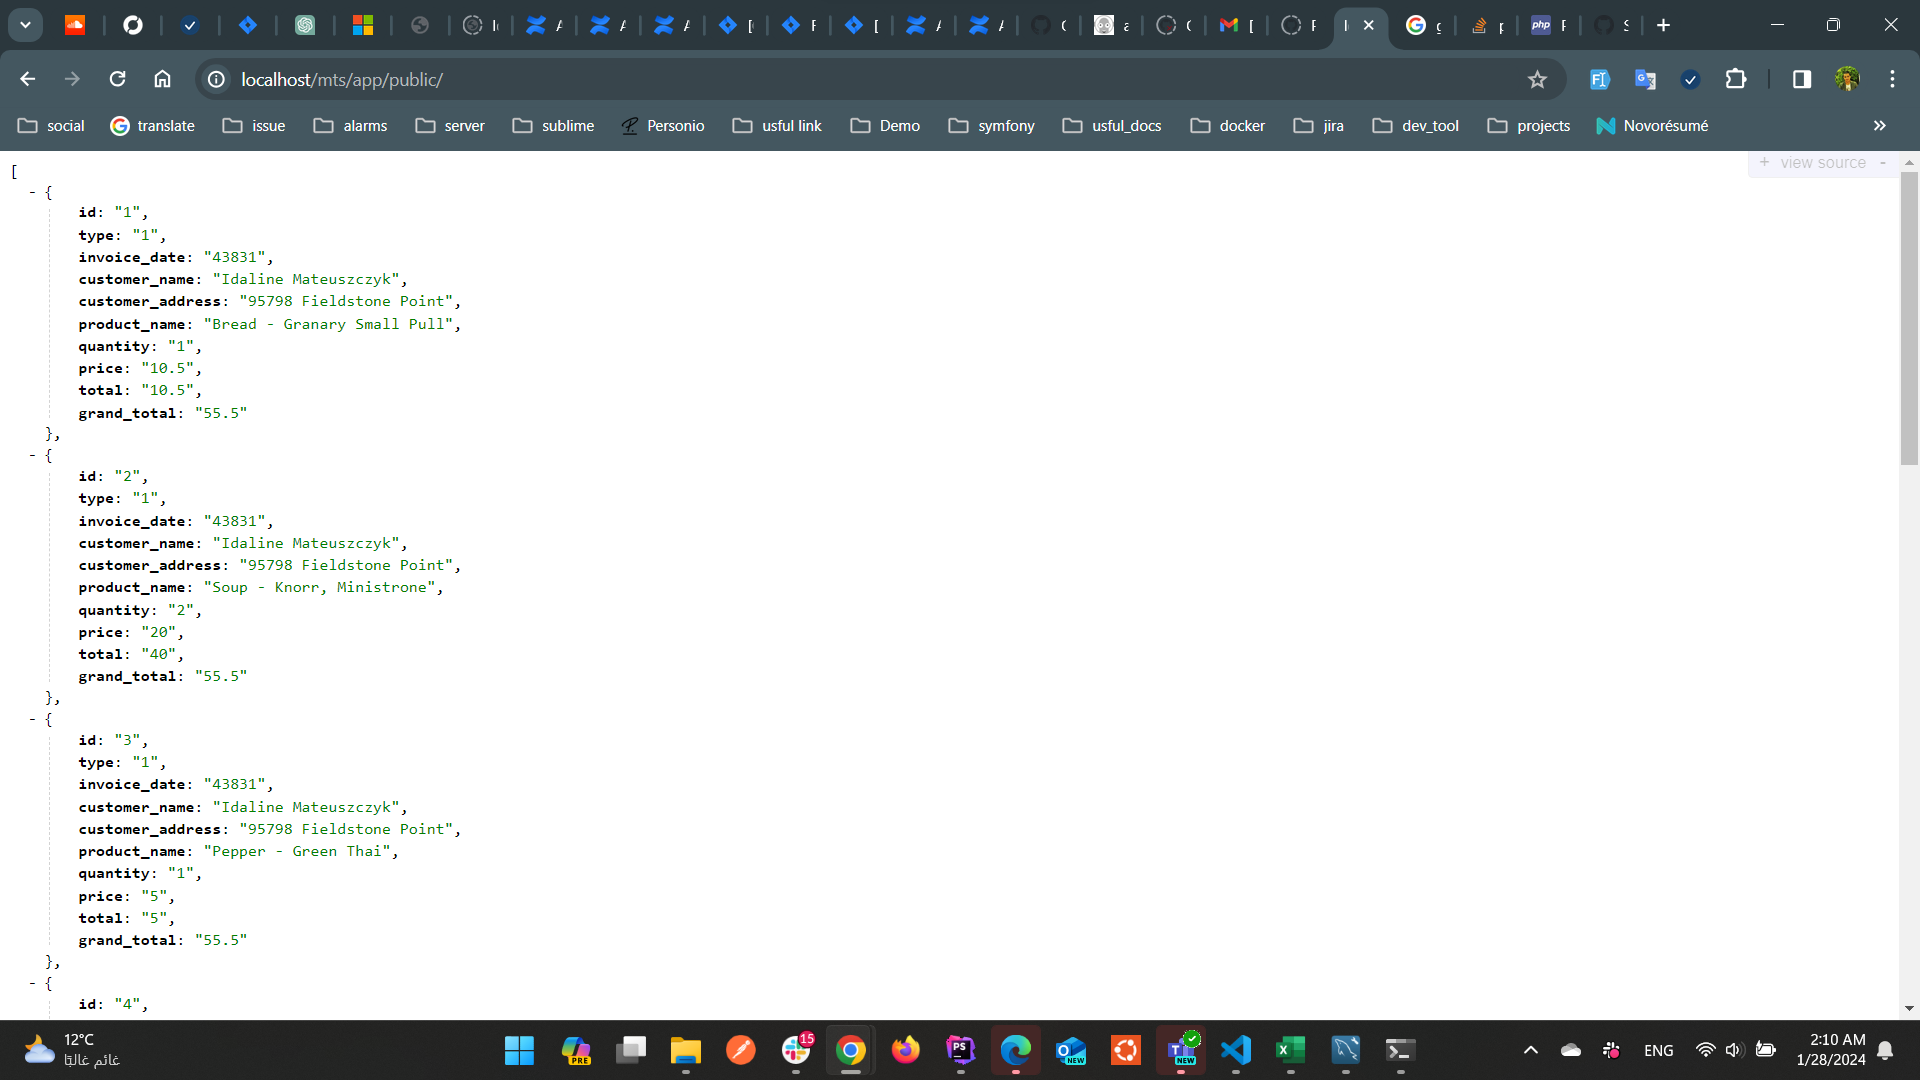 localhost/mts/app/public/
social translate issue alarms server sublime Personio usful link Demo symfony usful_docs docker jira dev_tool projects Novorésumé
+ view source -
[
- {
id: "1",
type: "1",
invoice_date: "43831",
customer_name: "Idaline Mateuszczyk",
customer_address: "95798 Fieldstone Point",
product_name: "Bread - Granary Small Pull",
quantity: "1",
price: "10.5",
total: "10.5",
grand_total: "55.5"
},
- {
id: "2",
type: "1",
invoice_date: "43831",
customer_name: "Idaline Mateuszczyk",
customer_address: "95798 Fieldstone Point",
product_name: "Soup - Knorr, Ministrone",
quantity: "2",
price: "20",
total: "40",
grand_total: "55.5"
},
- {
id: "3",
type: "1",
invoice_date: "43831",
customer_name: "Idaline Mateuszczyk",
customer_address: "95798 Fieldstone Point",
product_name: "Pepper - Green Thai",
quantity: "1",
price: "5",
total: "5",
grand_total: "55.5"
},
- {
id: "4",
12°C
غائم غالبًا
15
ENG
2:10 AM
1/28/2024